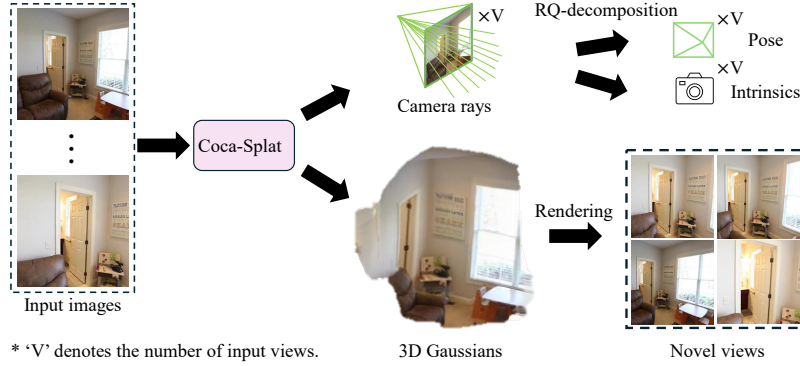 ×V
RQ-decomposition
×V
Pose
×V
Intrinsics
Camera rays
Coca-Splat
Rendering
Input images
* ‘V’ denotes the number of input views.
3D Gaussians
Novel views